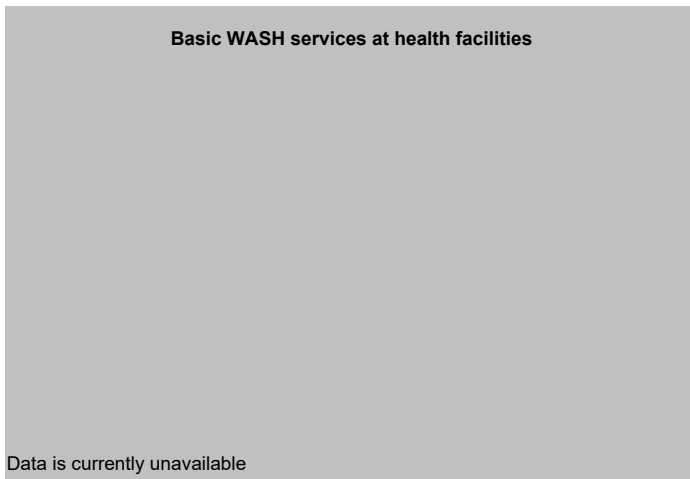 Basic WASH services at health facilities
Data is currently unavailable